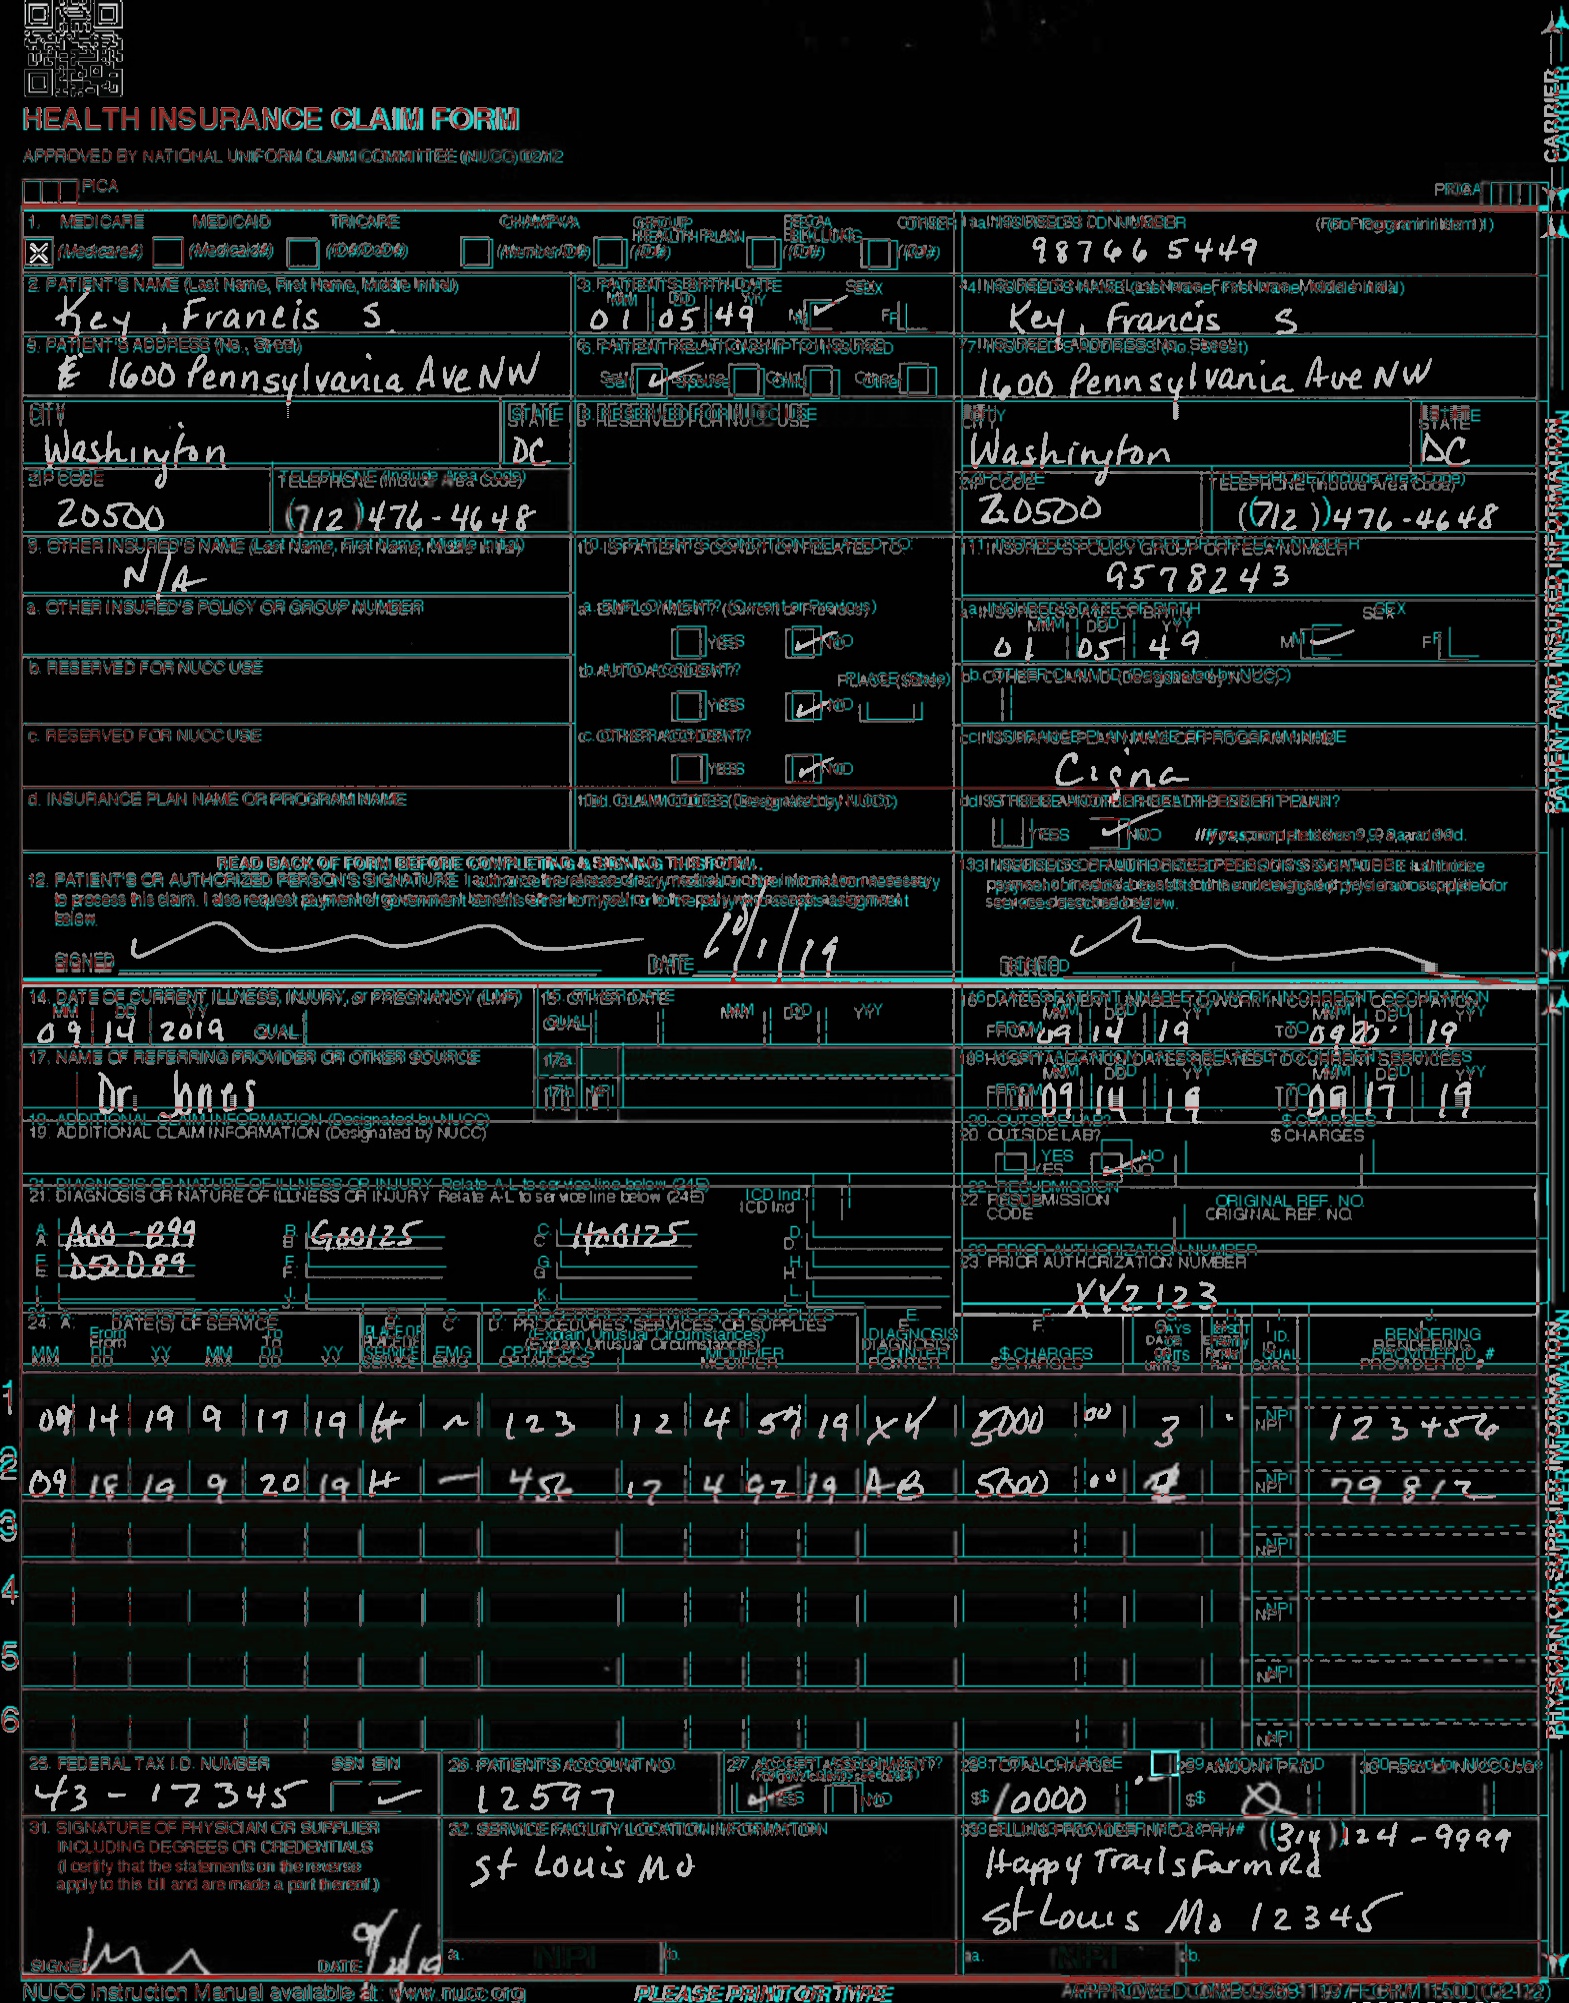 HEALTH INSURANCE CLAIM FORM
APPROVED BY NATIONAL UNIFORM CLAIM COMMITTEE (NUCC) 02/12
PICA
PICA
CARRIER
1. MEDICARE MEDICAID TRICARE CHAMPVA GROUP HEALTH PLAN FECA BLK LUNG OTHER
(Medicare#) (Medicaid#) (ID#/DoD#) (Member ID#) (ID#) (ID#) (ID#)
1a. INSURED'S I.D. NUMBER (For Program in Item 1)
98766 5449
2. PATIENT'S NAME (Last Name, First Name, Middle Initial)
Key, Francis S.
3. PATIENT'S BIRTH DATE SEX
MM DD YY
01 05 49 M F
4. INSURED'S NAME (Last Name, First Name, Middle Initial)
Key, Francis S
5. PATIENT'S ADDRESS (No., Street)
1600 Pennsylvania Ave NW
6. PATIENT RELATIONSHIP TO INSURED
Self Spouse Child Other
7. INSURED'S ADDRESS (No., Street)
1600 Pennsylvania Ave NW
CITY STATE
Washington DC
8. RESERVED FOR NUCC USE
CITY STATE
Washington DC
ZIP CODE TELEPHONE (Include Area Code)
20500 (712) 476-4648
ZIP CODE TELEPHONE (Include Area Code)
20500 (712) 476-4648
9. OTHER INSURED'S NAME (Last Name, First Name, Middle Initial)
N/A
10. IS PATIENT'S CONDITION RELATED TO:
11. INSURED'S POLICY GROUP OR FECA NUMBER
9578243
a. OTHER INSURED'S POLICY OR GROUP NUMBER
a. EMPLOYMENT? (Current or Previous)
YES NO
a. INSURED'S DATE OF BIRTH SEX
MM DD YY
01 05 49 M F
b. RESERVED FOR NUCC USE
b. AUTO ACCIDENT? PLACE (State)
YES NO
b. OTHER CLAIM ID (Designated by NUCC)
c. RESERVED FOR NUCC USE
c. OTHER ACCIDENT?
YES NO
c. INSURANCE PLAN NAME OR PROGRAM NAME
Cigna
d. INSURANCE PLAN NAME OR PROGRAM NAME
10d. CLAIM CODES (Designated by NUCC)
d. IS THERE ANOTHER HEALTH BENEFIT PLAN?
YES NO If yes, complete items 9, 9a, and 9d.
PATIENT AND INSURED INFORMATION
READ BACK OF FORM BEFORE COMPLETING & SIGNING THIS FORM.
12. PATIENT'S OR AUTHORIZED PERSON'S SIGNATURE I authorize the release of any medical or other information necessary
to process this claim. I also request payment of government benefits either to myself or to the party who accepts assignment
below.
SIGNED DATE 10/1/19
13. INSURED'S OR AUTHORIZED PERSON'S SIGNATURE I authorize
payment of medical benefits to the undersigned physician or supplier for
services described below.
SIGNED
14. DATE OF CURRENT ILLNESS, INJURY, or PREGNANCY (LMP)
MM DD YY
09 14 2019 QUAL.
15. OTHER DATE
QUAL. MM DD YY
16. DATES PATIENT UNABLE TO WORK IN CURRENT OCCUPATION
MM DD YY MM DD YY
FROM 09 14 19 TO 09 20 19
17. NAME OF REFERRING PROVIDER OR OTHER SOURCE
Dr. Jones
17a.
17b. NPI
18. HOSPITALIZATION DATES RELATED TO CURRENT SERVICES
MM DD YY MM DD YY
FROM 09 14 19 TO 09 17 19
19. ADDITIONAL CLAIM INFORMATION (Designated by NUCC)
20. OUTSIDE LAB? $ CHARGES
YES NO
21. DIAGNOSIS OR NATURE OF ILLNESS OR INJURY Relate A-L to service line below (24E) ICD Ind.
A. A00-B99 B. G80125 C. H00125 D.
E. D50D89 F. G. H.
I. J. K. L.
22. RESUBMISSION CODE ORIGINAL REF. NO.
23. PRIOR AUTHORIZATION NUMBER
XYZ123
24. A. DATE(S) OF SERVICE B. C. D. PROCEDURES, SERVICES, OR SUPPLIES E. F. G. H. I. J.
From To PLACE OF SERVICE EMG (Explain Unusual Circumstances) DIAGNOSIS POINTER $ CHARGES DAYS OR UNITS EPSDT Family Plan ID. QUAL. RENDERING PROVIDER ID. #
MM DD YY MM DD YY CPT/HCPCS MODIFIER
1 09 14 19 9 17 19 H ~ 123 12 4 57 19 XY 5000 00 3 NPI 123456
2 09 18 19 9 20 19 H — 456 12 4 92 19 AB 5000 00 NPI 79812
3 NPI
4 NPI
5 NPI
6 NPI
25. FEDERAL TAX I.D. NUMBER SSN EIN
43-12345
26. PATIENT'S ACCOUNT NO.
12597
27. ACCEPT ASSIGNMENT?
(For govt. claims, see back)
YES NO
28. TOTAL CHARGE
$ 10000
29. AMOUNT PAID
$ 0
30. Rsvd for NUCC Use
31. SIGNATURE OF PHYSICIAN OR SUPPLIER
INCLUDING DEGREES OR CREDENTIALS
(I certify that the statements on the reverse
apply to this bill and are made a part thereof.)
SIGNED DATE
32. SERVICE FACILITY LOCATION INFORMATION
St Louis Mo
a. NPI b.
33. BILLING PROVIDER INFO & PH # (314) 124-9999
Happy Trails Farm Rd
St Louis Mo 12345
a. NPI b.
PHYSICIAN OR SUPPLIER INFORMATION
NUCC Instruction Manual available at: www.nucc.org
PLEASE PRINT OR TYPE
APPROVED OMB-0938-1197 FORM 1500 (02-12)